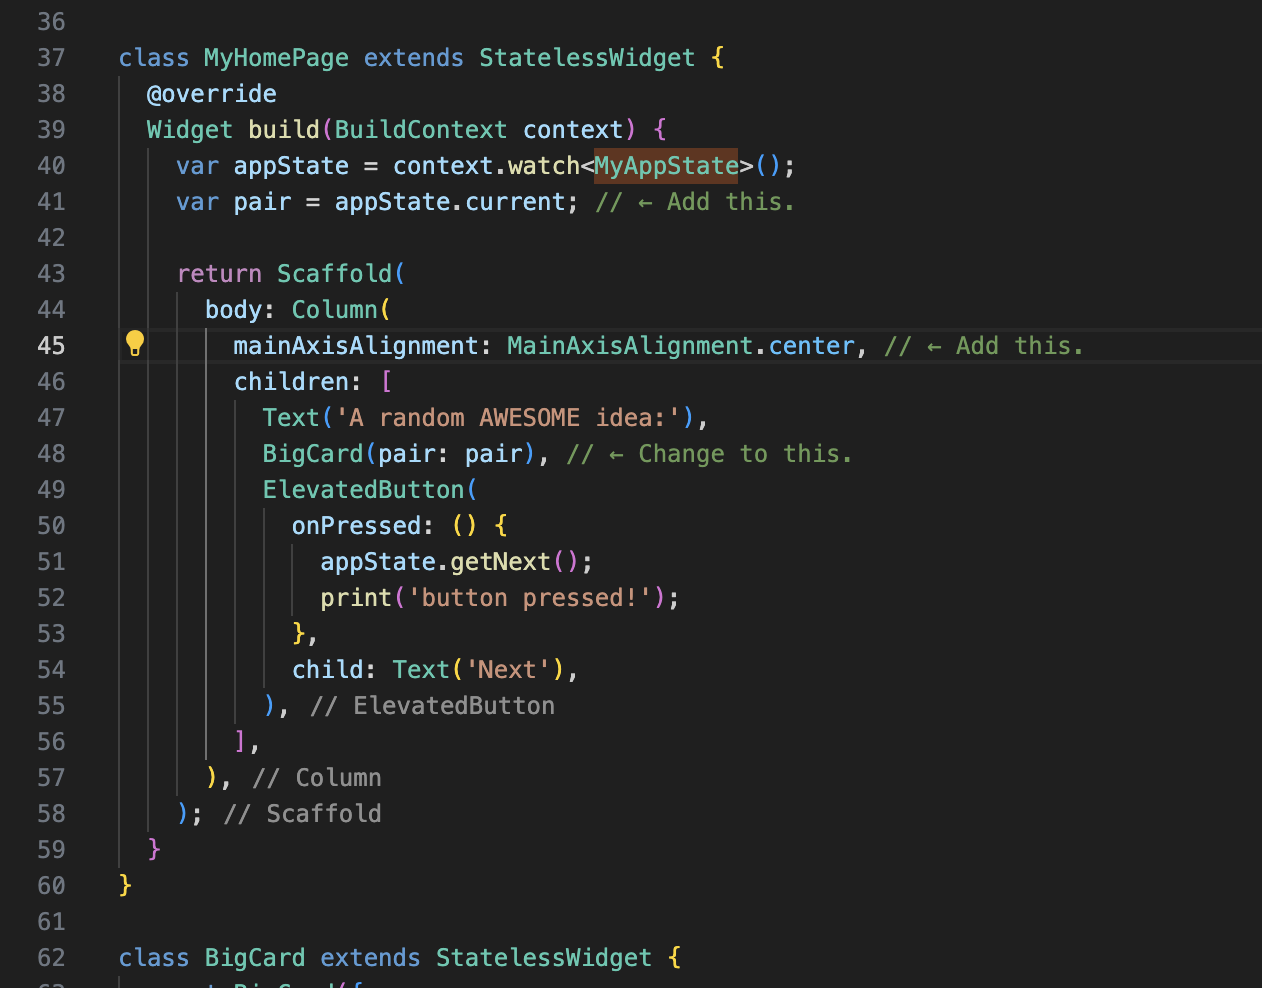 36
37 class MyHomePage extends StatelessWidget {
38 @override
39 Widget build(BuildContext context) {
40 var appState = context.watch<MyAppState>();
41 var pair = appState.current; // ← Add this.
42
43 return Scaffold(
44 body: Column(
45 mainAxisAlignment: MainAxisAlignment.center, // ← Add this.
46 children: [
47 Text('A random AWESOME idea:'),
48 BigCard(pair: pair), // ← Change to this.
49 ElevatedButton(
50 onPressed: () {
51 appState.getNext();
52 print('button pressed!');
53 },
54 child: Text('Next'),
55 ), // ElevatedButton
56 ],
57 ), // Column
58 ); // Scaffold
59 }
60 }
61
62 class BigCard extends StatelessWidget {